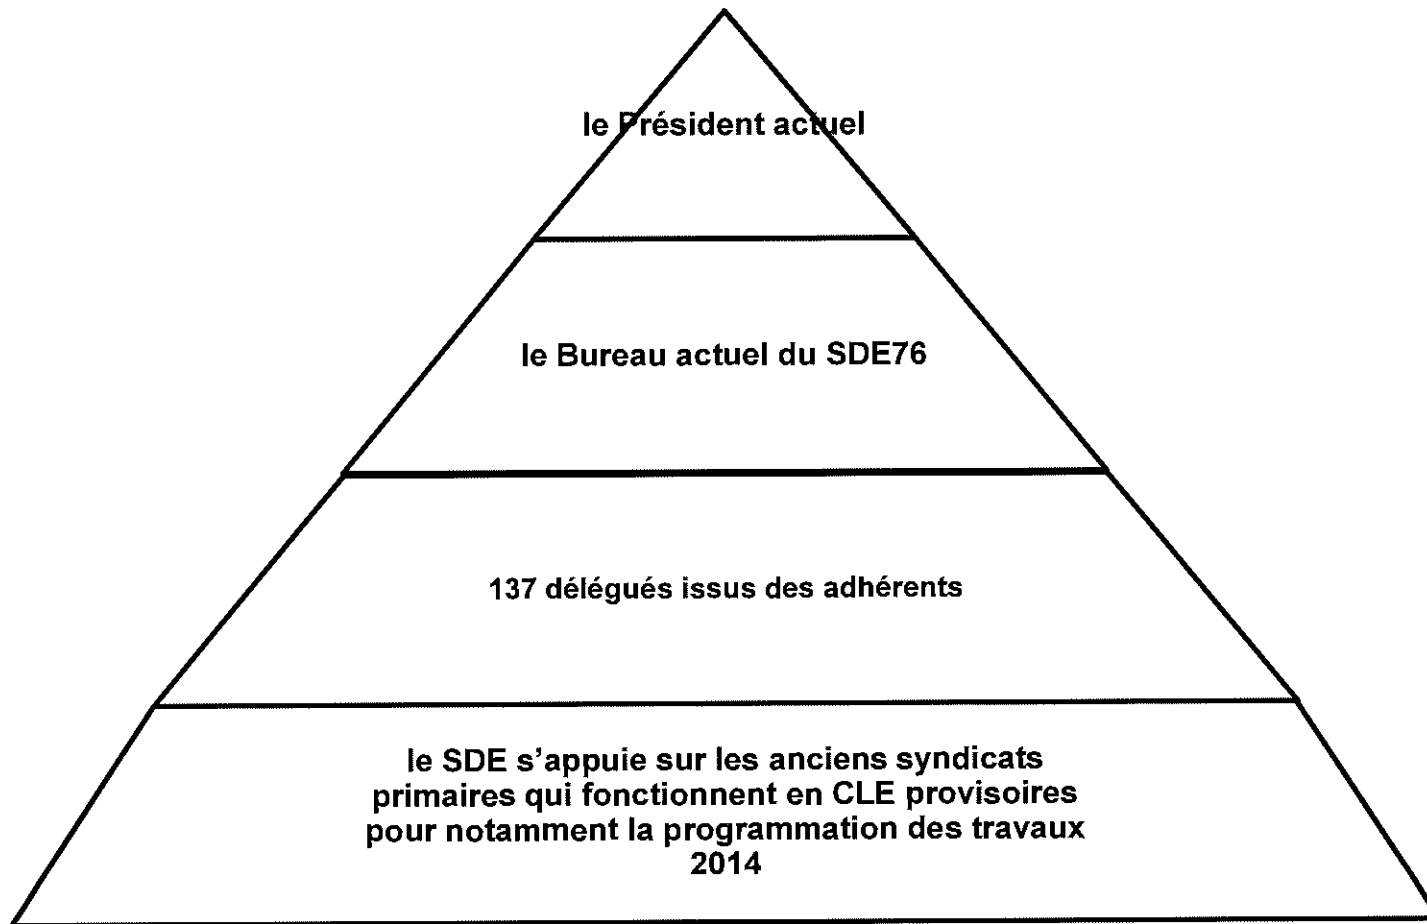 le Président actuel
le Bureau actuel du SDE76
137 délégués issus des adhérents
le SDE s'appuie sur les anciens syndicats
primaires qui fonctionnent en CLE provisoires
pour notamment la programmation des travaux
2014